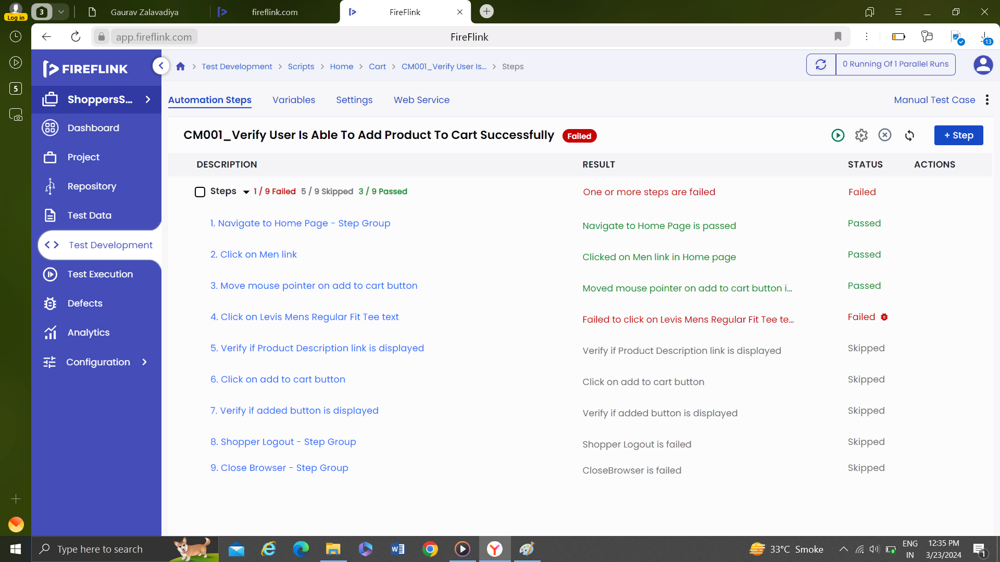 3
Gaurav Zalavadiya
fireflink.com
FireFlink
Log in
app.fireflink.com
FireFlink
13
5
FIREFLINK
Test Development > Scripts > Home > Cart > CM001_Verify User Is... > Steps
0 Running Of 1 Parallel Runs
ShoppersS...
Dashboard
Project
Repository
Test Data
Test Development
Test Execution
Defects
Analytics
Configuration
Automation Steps
Variables
Settings
Web Service
Manual Test Case
CM001_Verify User Is Able To Add Product To Cart Successfully
Failed
+ Step
DESCRIPTION RESULT STATUS ACTIONS
Steps 1 / 9 Failed 5 / 9 Skipped 3 / 9 Passed One or more steps are failed Failed
1. Navigate to Home Page - Step Group Navigate to Home Page is passed Passed
2. Click on Men link Clicked on Men link in Home page Passed
3. Move mouse pointer on add to cart button Moved mouse pointer on add to cart button i... Passed
4. Click on Levis Mens Regular Fit Tee text Failed to click on Levis Mens Regular Fit Tee te... Failed
5. Verify if Product Description link is displayed Verify if Product Description link is displayed Skipped
6. Click on add to cart button Click on add to cart button Skipped
7. Verify if added button is displayed Verify if added button is displayed Skipped
8. Shopper Logout - Step Group Shopper Logout is failed Skipped
9. Close Browser - Step Group CloseBrowser is failed Skipped
Type here to search
33°C Smoke
ENG
IN
12:35 PM
3/23/2024
1